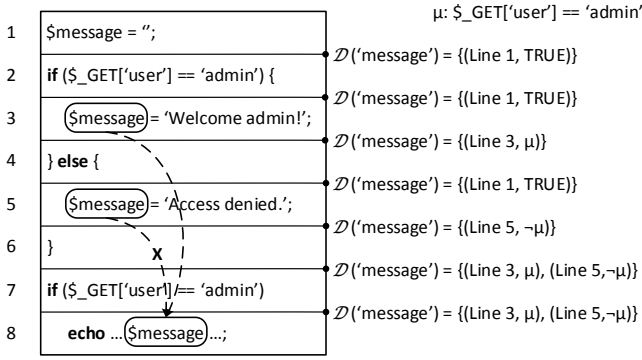 μ: $_GET['user'] == 'admin'
1 $message = '';
𝒟('message') = {(Line 1, TRUE)}
2 if ($_GET['user'] == 'admin') {
𝒟('message') = {(Line 1, TRUE)}
3 $message = 'Welcome admin!';
𝒟('message') = {(Line 3, μ)}
4 } else {
𝒟('message') = {(Line 1, TRUE)}
5 $message = 'Access denied.';
𝒟('message') = {(Line 5, ¬μ)}
6 }
X
𝒟('message') = {(Line 3, μ), (Line 5,¬μ)}
7 if ($_GET['user'] == 'admin')
𝒟('message') = {(Line 3, μ), (Line 5,¬μ)}
8 echo ... $message ...;